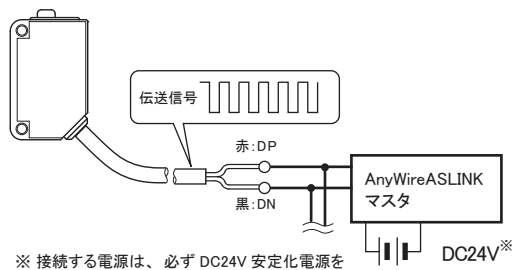 伝送信号
赤:DP
黒:DN
AnyWireASLINK
マスタ
DC24V※
※ 接続する電源は、必ず DC24V 安定化電源を